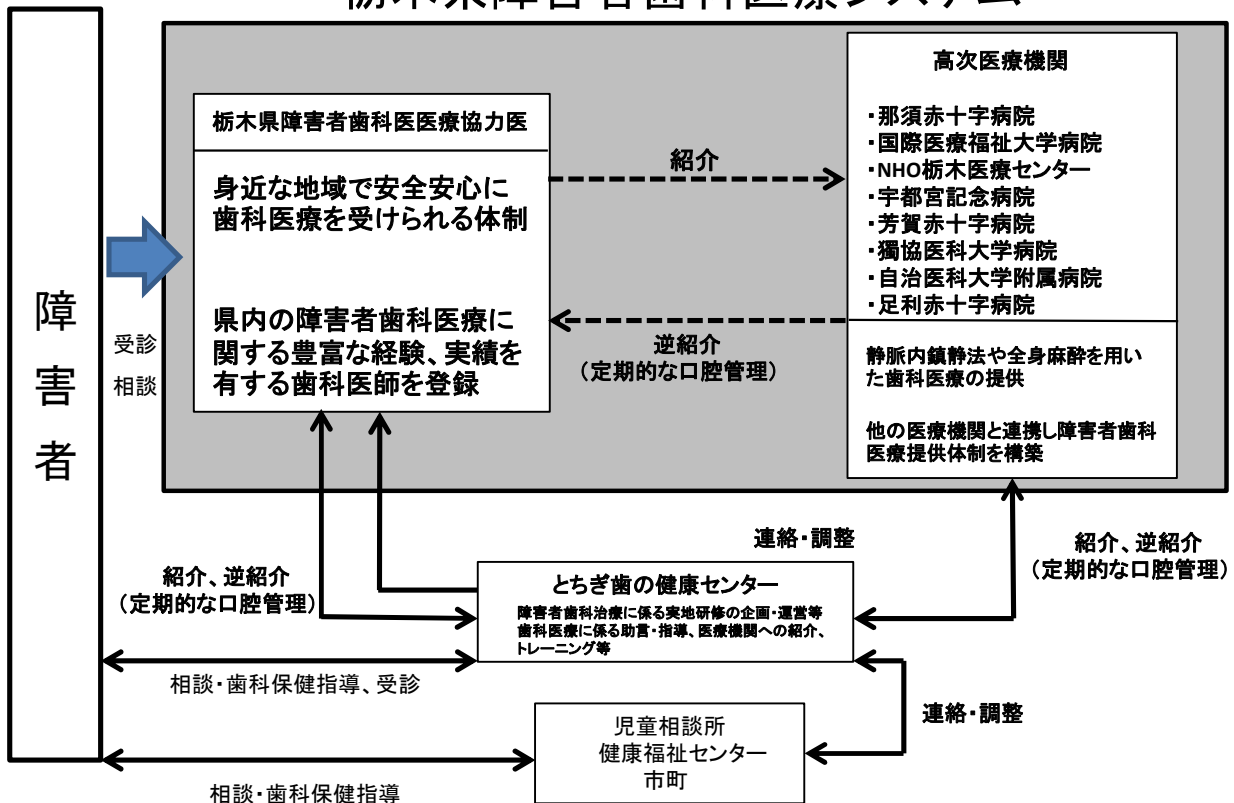 栃木県障害者歯科医療システム
障害者
受診
相談
栃木県障害者歯科医医療協力医
身近な地域で安全安心に
歯科医療を受けられる体制
県内の障害者歯科医療に
関する豊富な経験、実績を
有する歯科医師を登録
紹介
逆紹介
(定期的な口腔管理)
高次医療機関
・那須赤十字病院
・国際医療福祉大学病院
・NHO栃木医療センター
・宇都宮記念病院
・芳賀赤十字病院
・獨協医科大学病院
・自治医科大学附属病院
・足利赤十字病院
静脈内鎮静法や全身麻酔を用い
た歯科医療の提供
他の医療機関と連携し障害者歯科
医療提供体制を構築
紹介、逆紹介
(定期的な口腔管理)
連絡・調整
とちぎ歯の健康センター
障害者歯科治療に係る実地研修の企画・運営等
歯科医療に係る助言・指導、医療機関への紹介、
トレーニング等
紹介、逆紹介
(定期的な口腔管理)
相談・歯科保健指導、受診
連絡・調整
児童相談所
健康福祉センター
市町
相談・歯科保健指導